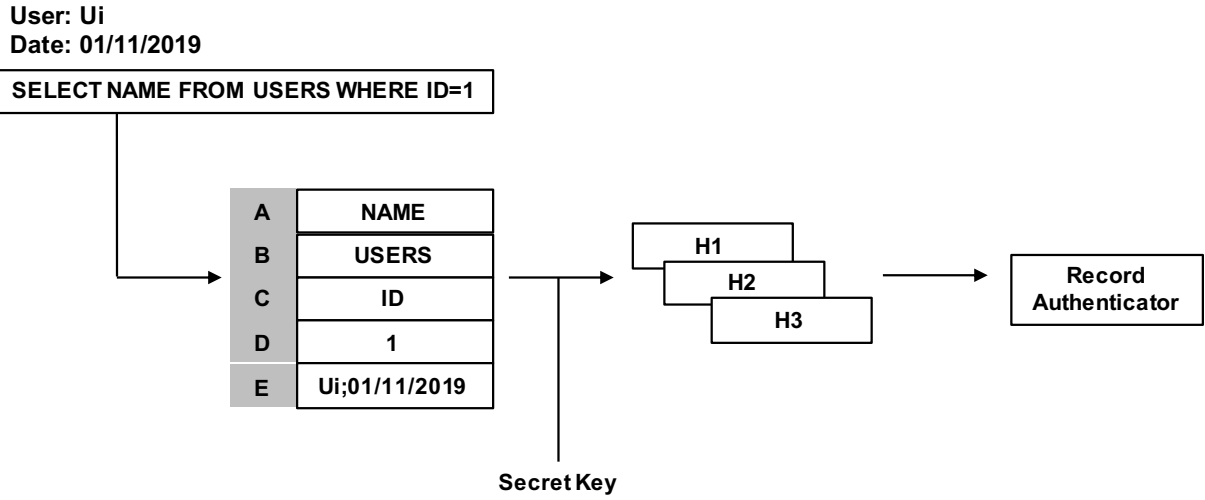 User: Ui
Date: 01/11/2019
SELECT NAME FROM USERS WHERE ID=1
A NAME
B USERS
C ID
D 1
E Ui;01/11/2019
H1
H2
H3
Record
Authenticator
Secret Key